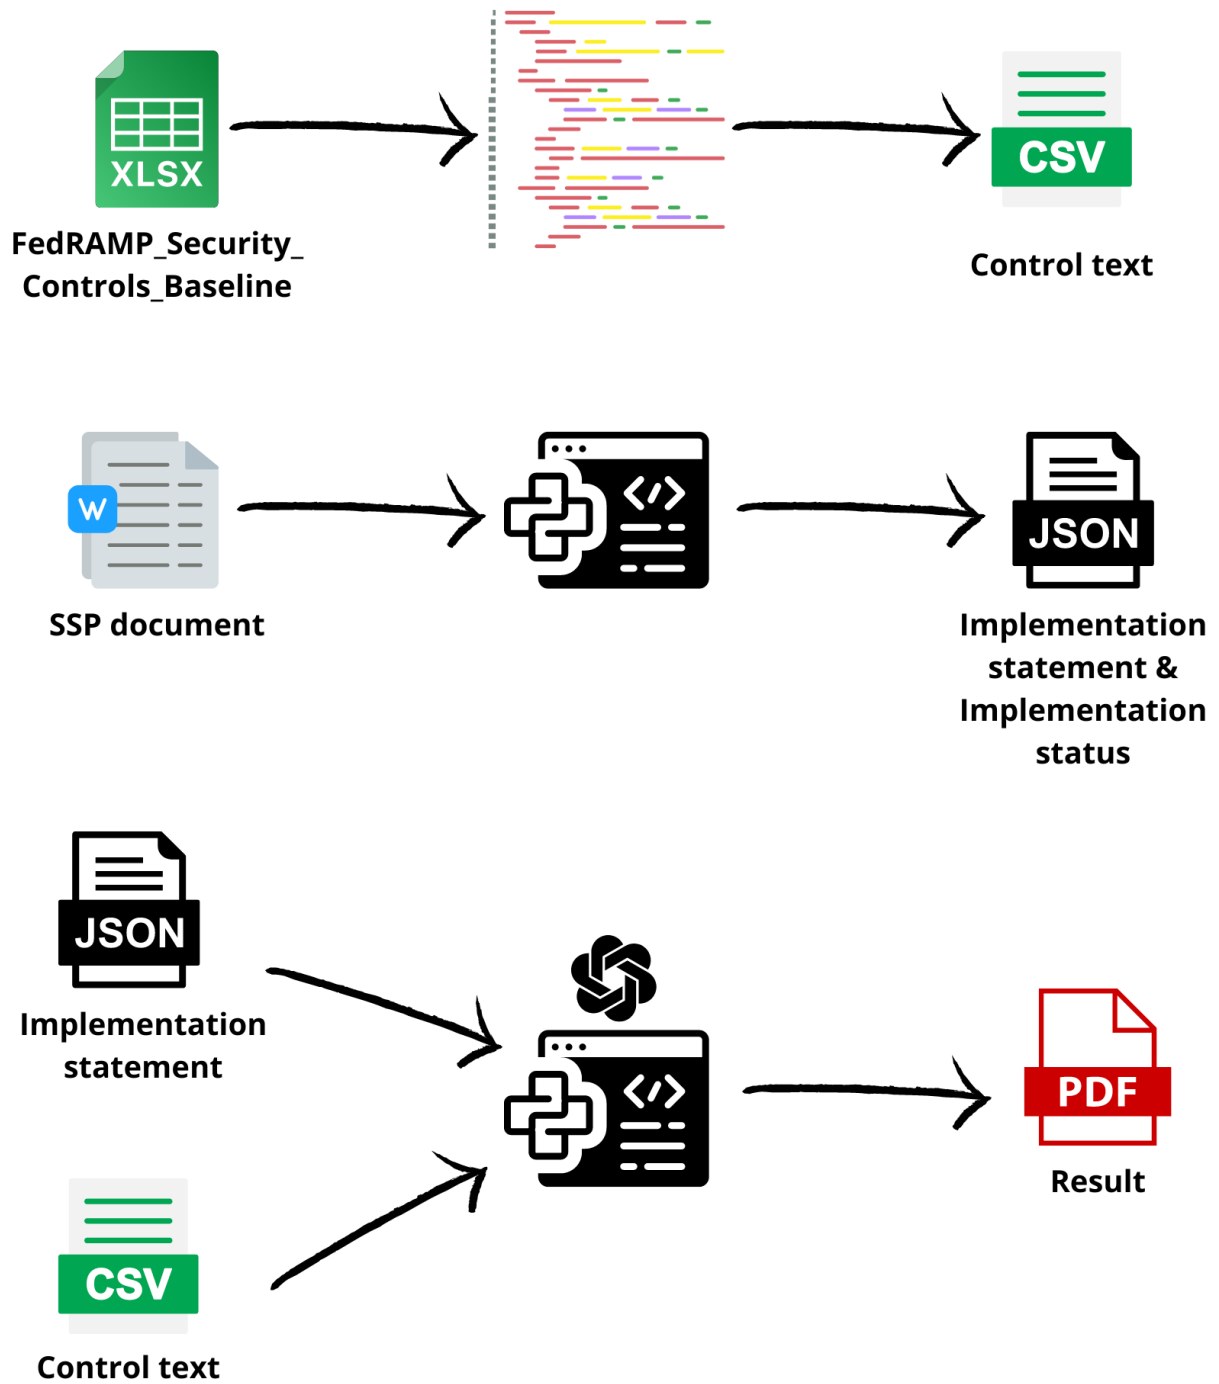 XLSX
FedRAMP_Security_
Controls_Baseline
CSV
Control text
W
SSP document
JSON
Implementation
statement &
Implementation
status
JSON
Implementation
statement
PDF
Result
CSV
Control text